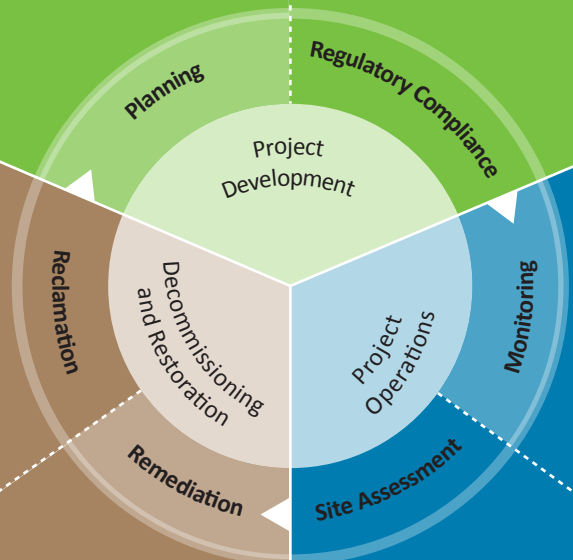 Planning
Regulatory Compliance
Project
Development
Reclamation
Decommissioning
and Restoration
Project
Operations
Monitoring
Remediation
Site Assessment